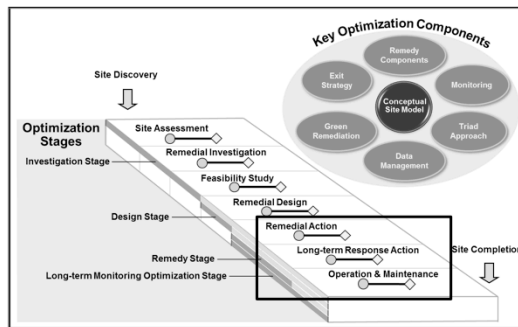 Key Optimization Components
Remedy
Components
Exit
Strategy
Monitoring
Conceptual
Site Model
Green
Remediation
Triad
Approach
Data
Management
Site Discovery
Optimization
Stages
Site Assessment
Remedial Investigation
Investigation Stage
Feasibility Study
Remedial Design
Design Stage
Remedial Action
Long-term Response Action
Site Completion
Remedy Stage
Operation & Maintenance
Long-term Monitoring Optimization Stage